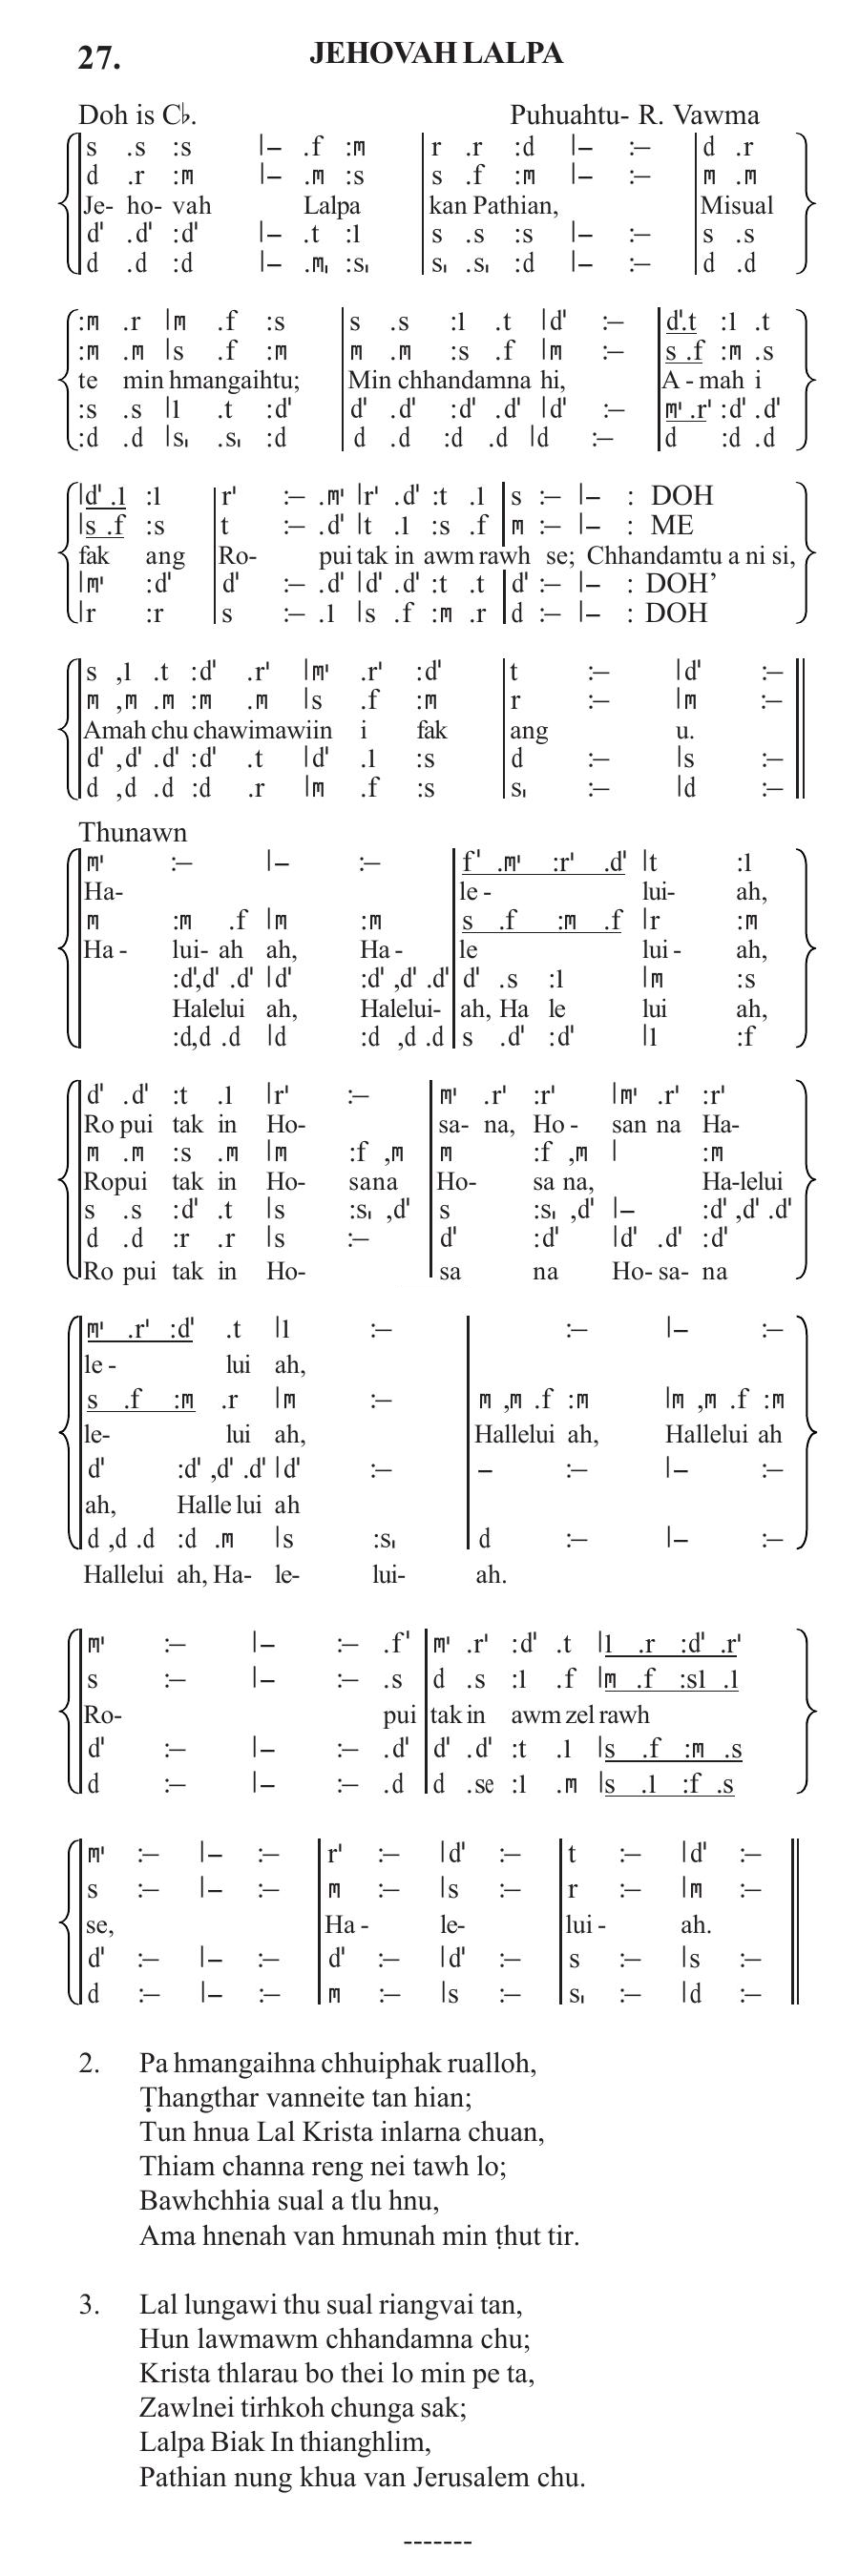 27. JEHOVAH LALPA
Doh is C♭. Puhuahtu- R. Vawma
s .s :s |– .f :m | r .r :d |– :– | d .r
d .r :m |– .m :s | s .f :m |– :– | m .m
Je- ho- vah Lalpa kan Pathian, Misual
d' .d' :d' |– .t :l | s .s :s |– :– | s .s
d .d :d |– .m, :s, | s, .s, :d |– :– | d .d
:m .r |m .f :s | s .s :l .t |d' :– | d'.t :l .t
:m .m |s .f :m | m .m :s .f |m :– | s .f :m .s
te min hmangaihtu; Min chhandamna hi, A - mah i
:s .s |l .t :d' | d' .d' :d' .d' |d' :– | m' .r' :d' .d'
:d .d |s, .s, :d | d .d :d .d |d :– | d :d .d
|d' .l :l | r' :– .m' |r' .d' :t .l | s :– |– : DOH
|s .f :s | t :– .d' |t .l :s .f | m :– |– : ME
fak ang Ro- pui tak in awm rawh se; Chhandamtu a ni si,
|m' :d' | d' :– .d' |d' .d' :t .t | d' :– |– : DOH’
|r :r | s :– .l |s .f :m .r | d :– |– : DOH
s ,l .t :d' .r' |m' .r' :d' | t :– |d' :–
m ,m .m :m .m |s .f :m | r :– |m :–
Amah chu chawimawiin i fak ang u.
d' ,d' .d' :d' .t |d' .l :s | d :– |s :–
d ,d .d :d .r |m .f :s | s, :– |d :–
Thunawn
m' :– |– :– | f' .m' :r' .d' |t :l
Ha- le - lui- ah,
m :m .f |m :m | s .f :m .f |r :m
Ha - lui- ah ah, Ha - le lui - ah,
:d',d' .d' |d' :d' ,d' .d' | d' .s :l |m :s
Halelui ah, Halelui- ah, Ha le lui ah,
:d,d .d |d :d ,d .d | s .d' :d' |l :f
d' .d' :t .l |r' :– | m' .r' :r' |m' .r' :r'
Ro pui tak in Ho- sa- na, Ho - san na Ha-
m .m :s .m |m :f ,m | m :f ,m | :m
Ropui tak in Ho- sana Ho- sa na, Ha-lelui
s .s :d' .t |s :s, ,d' | s :s, ,d' |– :d' ,d' .d'
d .d :r .r |s :– | d' :d' |d' .d' :d'
Ro pui tak in Ho- sa na Ho- sa- na
m' .r' :d' .t |l :– | :– |– :–
le - lui ah,
s .f :m .r |m :– | m ,m .f :m |m ,m .f :m
le- lui ah, Hallelui ah, Hallelui ah
d' :d' ,d' .d' |d' :– | – :– |– :–
ah, Halle lui ah
d ,d .d :d .m |s :s, | d :– |– :–
Hallelui ah, Ha- le- lui- ah.
m' :– |– :– .f' | m' .r' :d' .t |l .r :d' .r'
s :– |– :– .s | d .s :l .f |m .f :sl .l
Ro- pui tak in awm zel rawh
d' :– |– :– .d' | d' .d' :t .l |s .f :m .s
d :– |– :– .d | d .se :l .m |s .l :f .s
m' :– |– :– | r' :– |d' :– | t :– |d' :–
s :– |– :– | m :– |s :– | r :– |m :–
se, Ha - le- lui - ah.
d' :– |– :– | d' :– |d' :– | s :– |s :–
d :– |– :– | m :– |s :– | s, :– |d :–
2. Pa hmangaihna chhuiphak rualloh,
Ṭhangthar vanneite tan hian;
Tun hnua Lal Krista inlarna chuan,
Thiam channa reng nei tawh lo;
Bawhchhia sual a tlu hnu,
Ama hnenah van hmunah min ṭhut tir.
3. Lal lungawi thu sual riangvai tan,
Hun lawmawm chhandamna chu;
Krista thlarau bo thei lo min pe ta,
Zawlnei tirhkoh chunga sak;
Lalpa Biak In thianghlim,
Pathian nung khua van Jerusalem chu.
-------